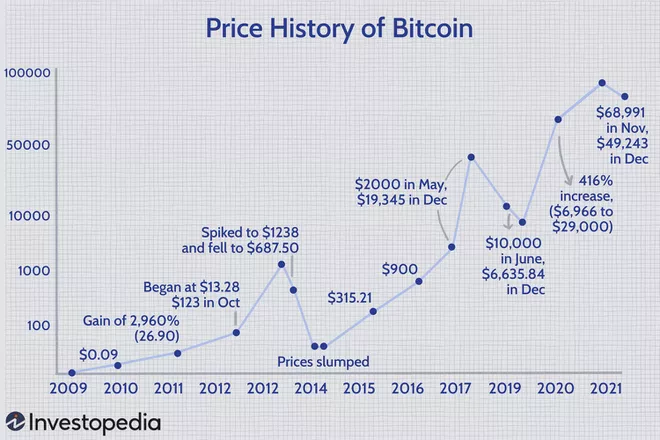 Price History of Bitcoin
100000
50000
10000
1000
100
$0.09
Gain of 2,960%
(26.90)
Began at $13.28
$123 in Oct
Spiked to $1238
and fell to $687.50
Prices slumped
$315.21
$900
$2000 in May,
$19,345 in Dec
$10,000
in June,
$6,635.84
in Dec
416%
increase,
($6,966 to
$29,000)
$68,991
in Nov,
$49,243
in Dec
2009 2010 2011 2012 2012 2014 2015 2016 2017 2019 2020 2021
Investopedia